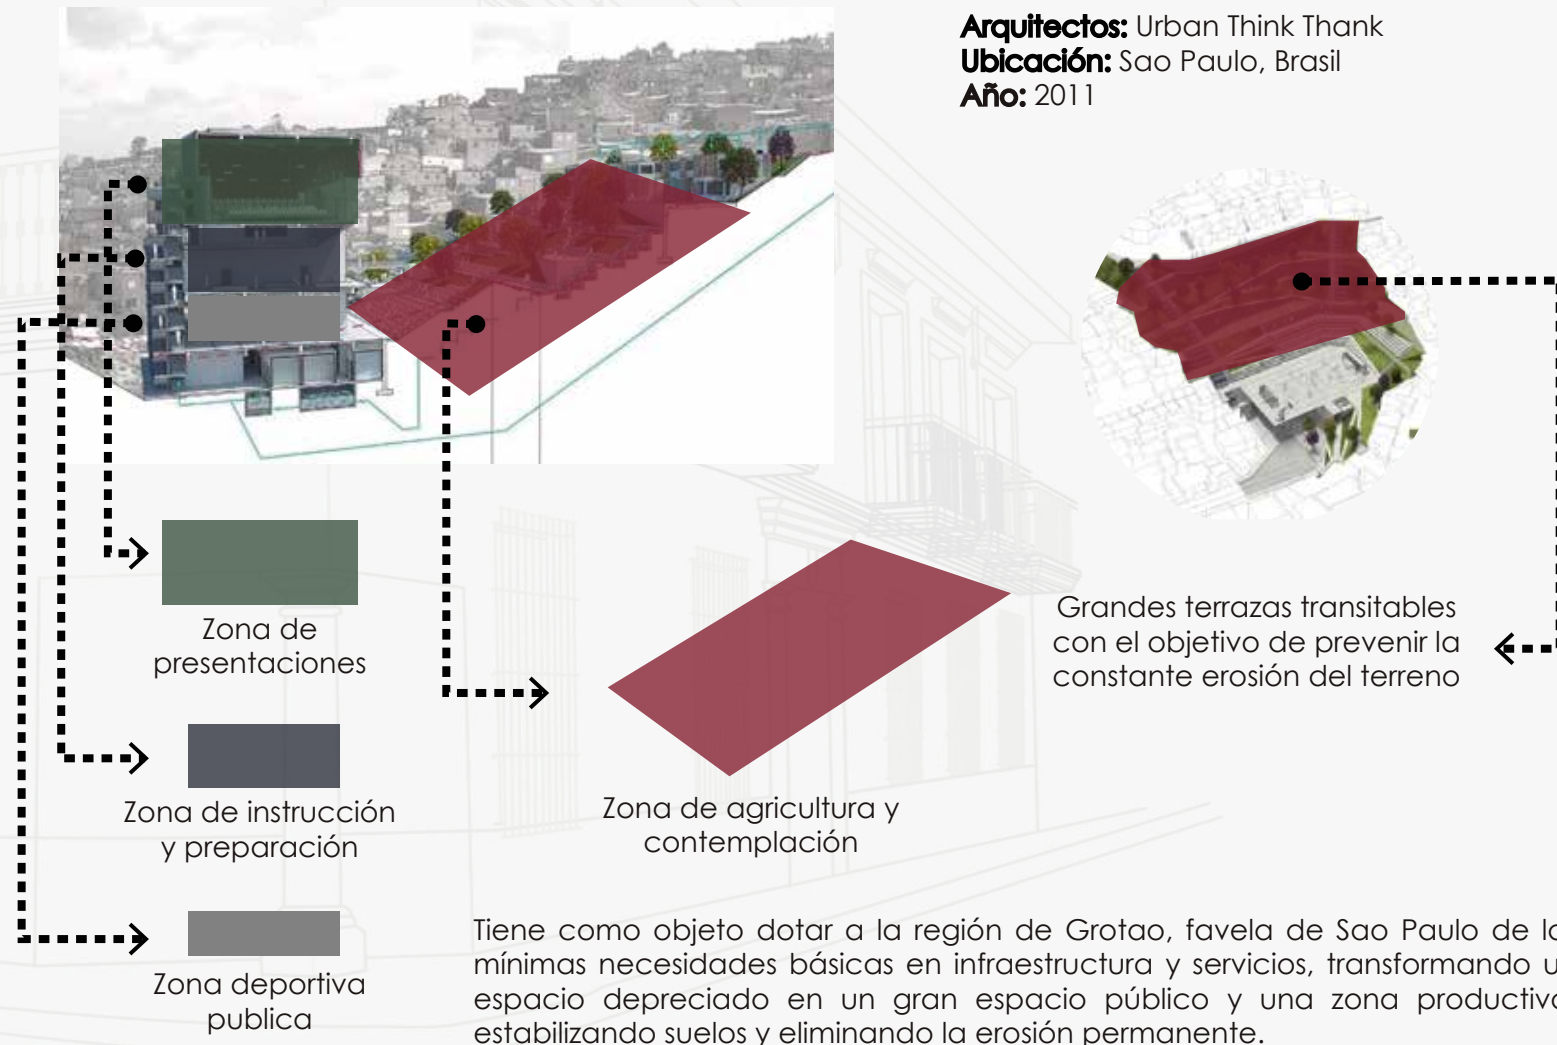 Arquitectos: Urban Think Thank
Ubicación: Sao Paulo, Brasil
Año: 2011
Zona de
presentaciones
Zona de instrucción
y preparación
Zona deportiva
publica
Zona de agricultura y
contemplación
Grandes terrazas transitables
con el objetivo de prevenir la
constante erosión del terreno
Tiene como objeto dotar a la región de Grotao, favela de Sao Paulo de
mínimas necesidades básicas en infraestructura y servicios, transformando
espacio depreciado en un gran espacio público y una zona productiva
estabilizando suelos y eliminando la erosión permanente.